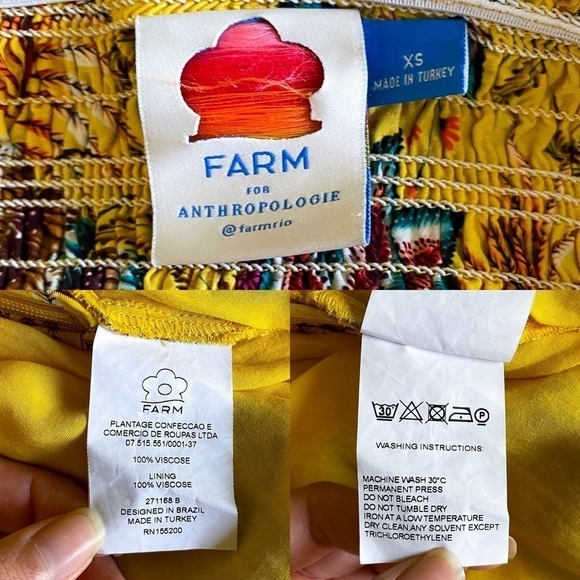 FARM
FOR
ANTHROPOLOGIE
@farmrio
XS
MADE IN TURKEY
FARM
PLANTAGE CONFECCAO E
COMERCIO DE ROUPAS LTDA
07.515.551/0001-37
100% VISCOSE
LINING
100% VISCOSE
271168 B
DESIGNED IN BRAZIL
MADE IN TURKEY
RN155200
30
P
WASHING INSTRUCTIONS:
MACHINE WASH 30°C
PERMANENT PRESS
DO NOT BLEACH
DO NOT TUMBLE DRY
IRON AT A LOW TEMPERATURE
DRY CLEAN ANY SOLVENT EXCEPT
TRICHLOROETHYLENE